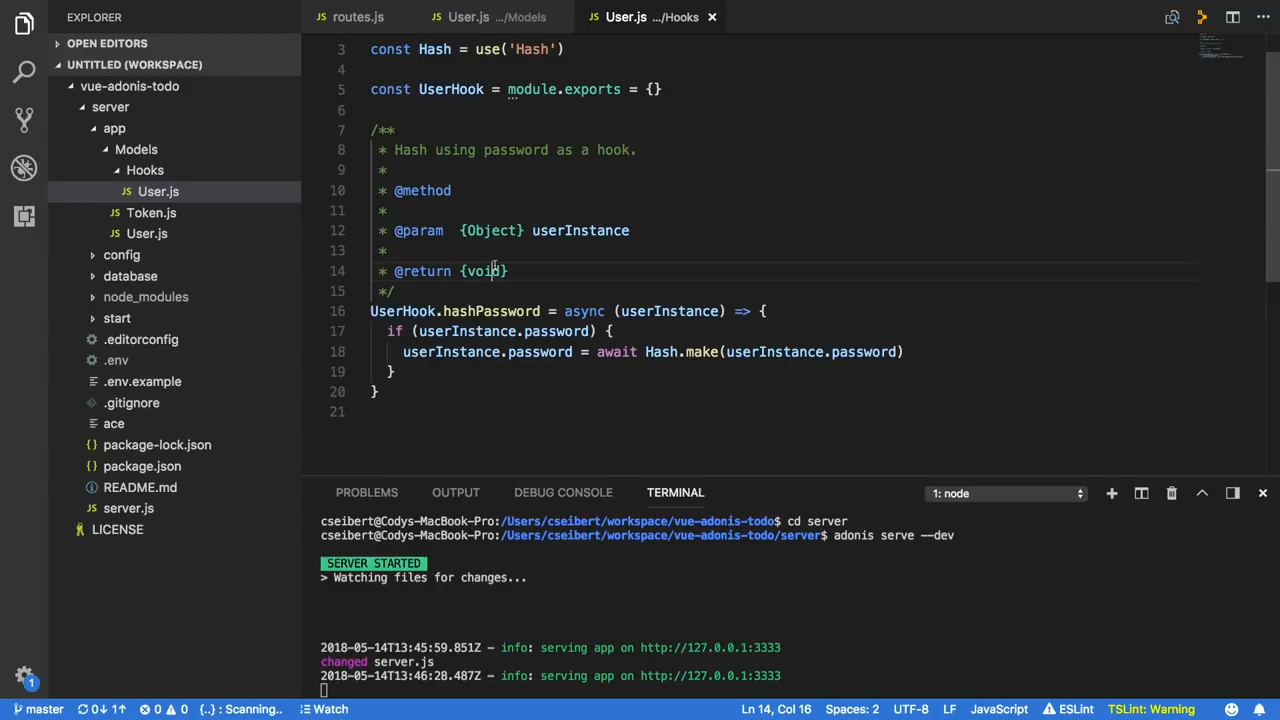 EXPLORER
OPEN EDITORS
UNTITLED (WORKSPACE)
vue-adonis-todo
server
app
Models
Hooks
JS User.js
JS Token.js
JS User.js
config
database
node_modules
start
.editorconfig
.env
.env.example
.gitignore
ace
{} package-lock.json
{} package.json
README.md
JS server.js
LICENSE
JS routes.js
JS User.js .../Models
JS User.js .../Hooks
3 const Hash = use('Hash')
4
5 const UserHook = module.exports = {}
6
7 /**
8 * Hash using password as a hook.
9 *
10 * @method
11 *
12 * @param {Object} userInstance
13 *
14 * @return {void}
15 */
16 UserHook.hashPassword = async (userInstance) => {
17 if (userInstance.password) {
18 userInstance.password = await Hash.make(userInstance.password)
19 }
20 }
21
PROBLEMS OUTPUT DEBUG CONSOLE TERMINAL 1: node
cseibert@Codys-MacBook-Pro:/Users/cseibert/workspace/vue-adonis-todo$ cd server
cseibert@Codys-MacBook-Pro:/Users/cseibert/workspace/vue-adonis-todo/server$ adonis serve --dev
SERVER STARTED
> Watching files for changes...
2018-05-14T13:45:59.851Z - info: serving app on http://127.0.0.1:3333
changed server.js
2018-05-14T13:46:28.487Z - info: serving app on http://127.0.0.1:3333
1
master 0↓ 1↑ 0 0 {..} : Scanning.. Watch Ln 14, Col 16 Spaces: 2 UTF-8 LF JavaScript ESLint TSLint: Warning